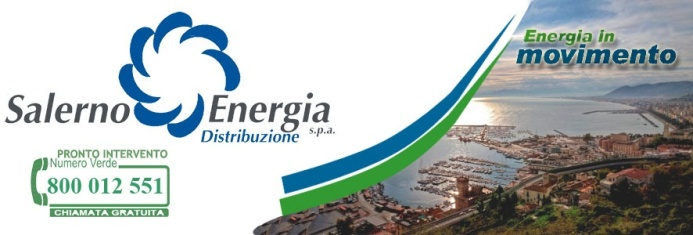 Salerno Energia
Distribuzione s.p.a.
PRONTO INTERVENTO
Numero Verde
800 012 551
CHIAMATA GRATUITA
Energia in
movimento